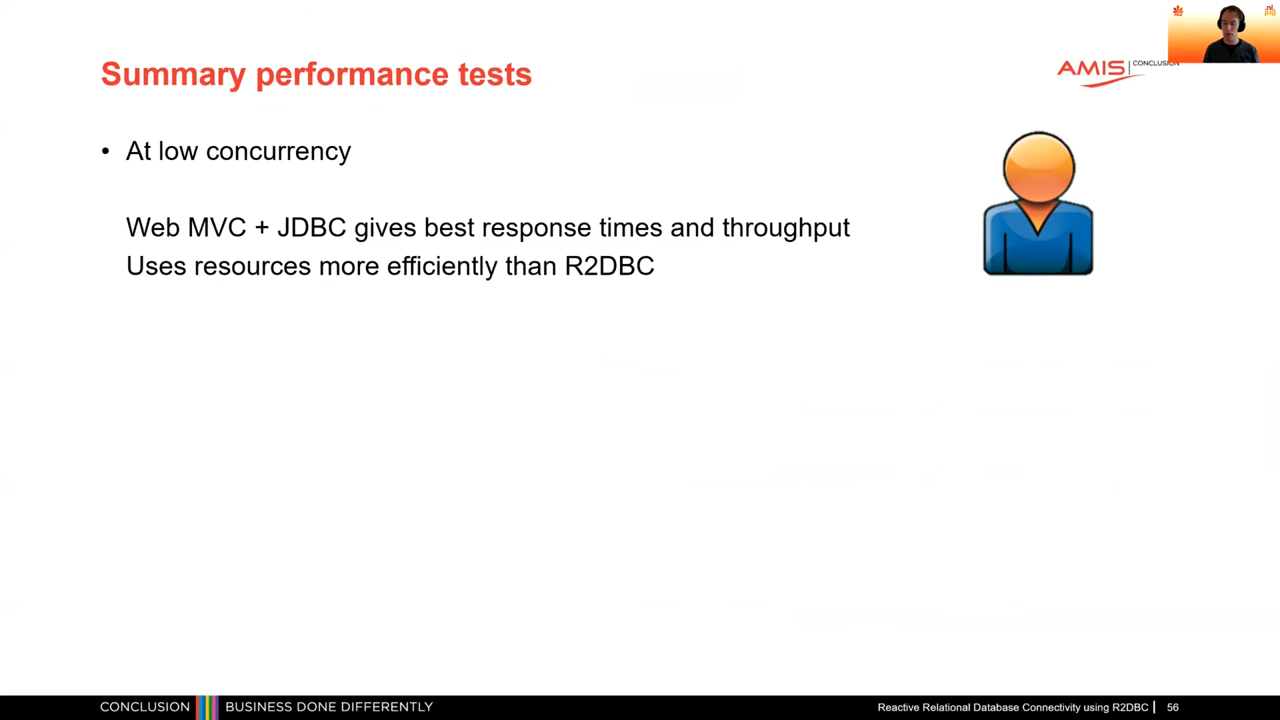 Summary performance tests
AMIS | CONCLUSION
• At low concurrency
Web MVC + JDBC gives best response times and throughput
Uses resources more efficiently than R2DBC
CONCLUSION BUSINESS DONE DIFFERENTLY
Reactive Relational Database Connectivity using R2DBC | 56